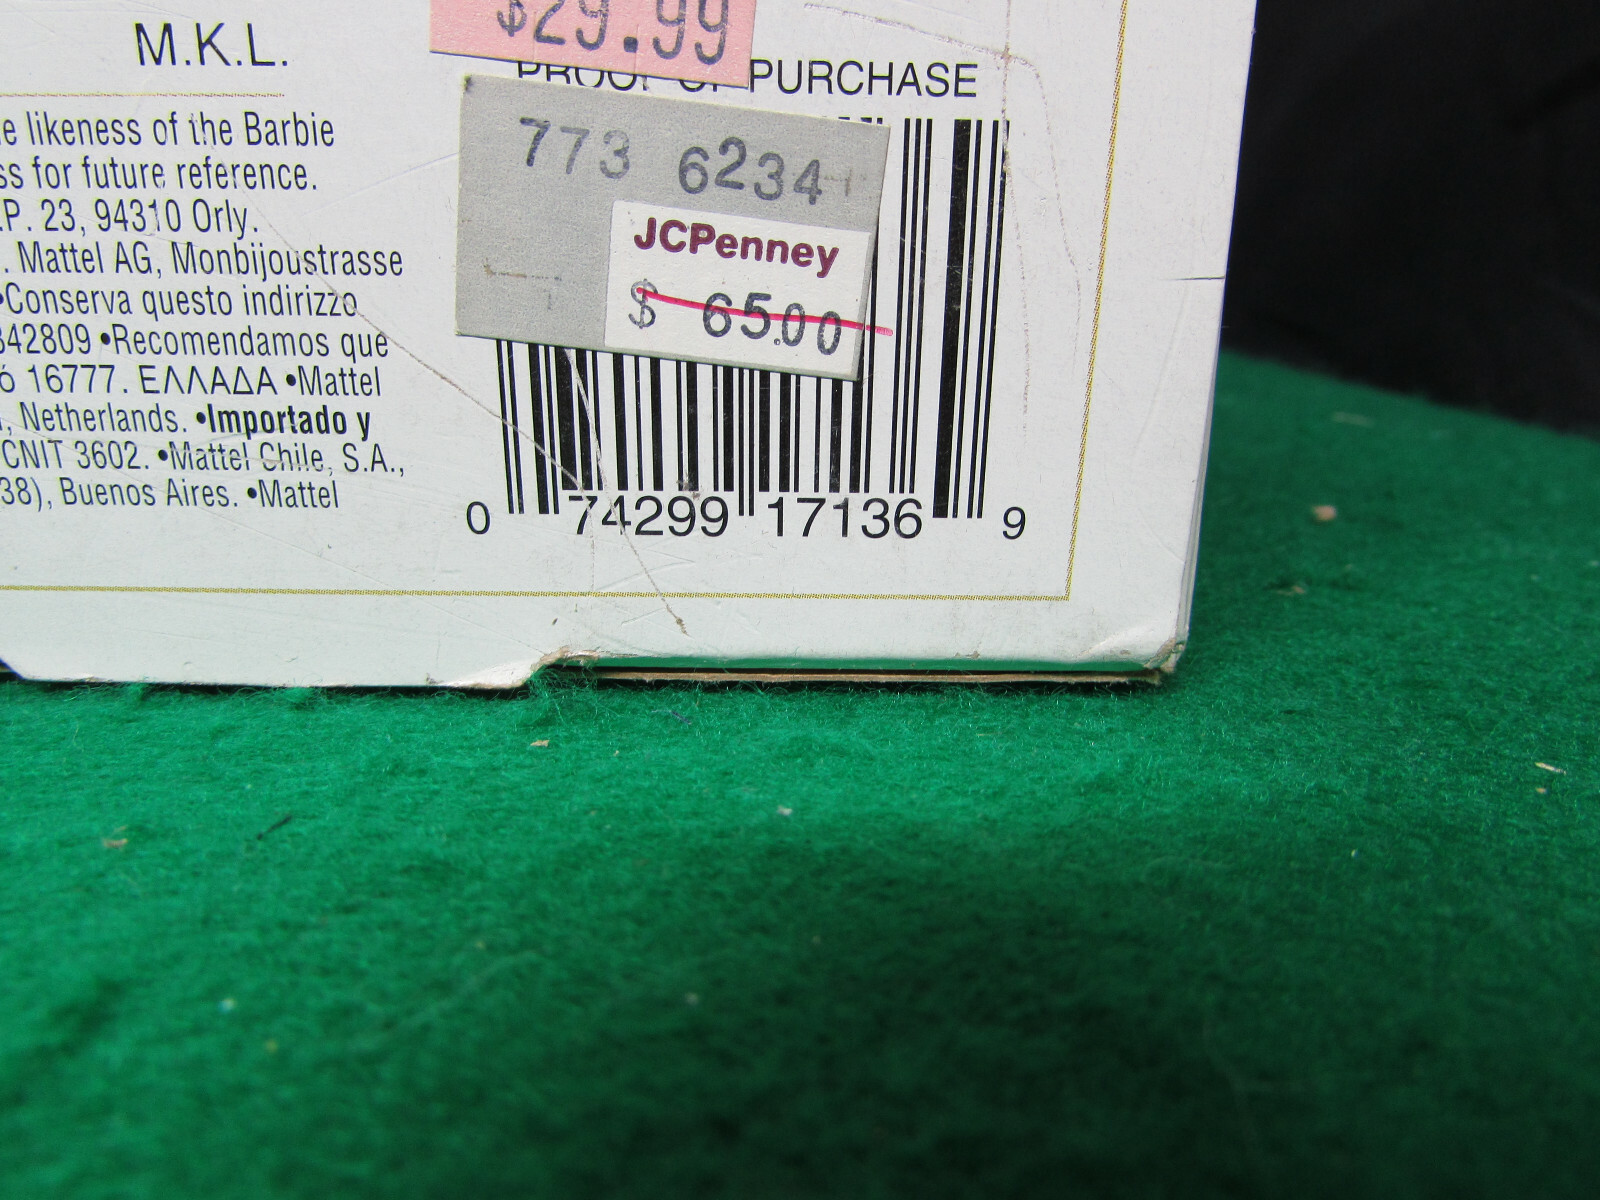 M.K.L.
likeness of the Barbie
for future reference.
.P. 23, 94310 Orly.
. Mattel AG, Monbijoustrasse
•Conserva questo indirizzo
342809 •Recomendamos que
ό 16777. ΕΛΛΑΔΑ •Mattel
, Netherlands. •Importado y
CNIT 3602. •Mattel Chile, S.A.,
38), Buenos Aires. •Mattel
$29.99
PROOF OF PURCHASE
773 6234
JCPenney
$ 65.00
0 74299 17136 9